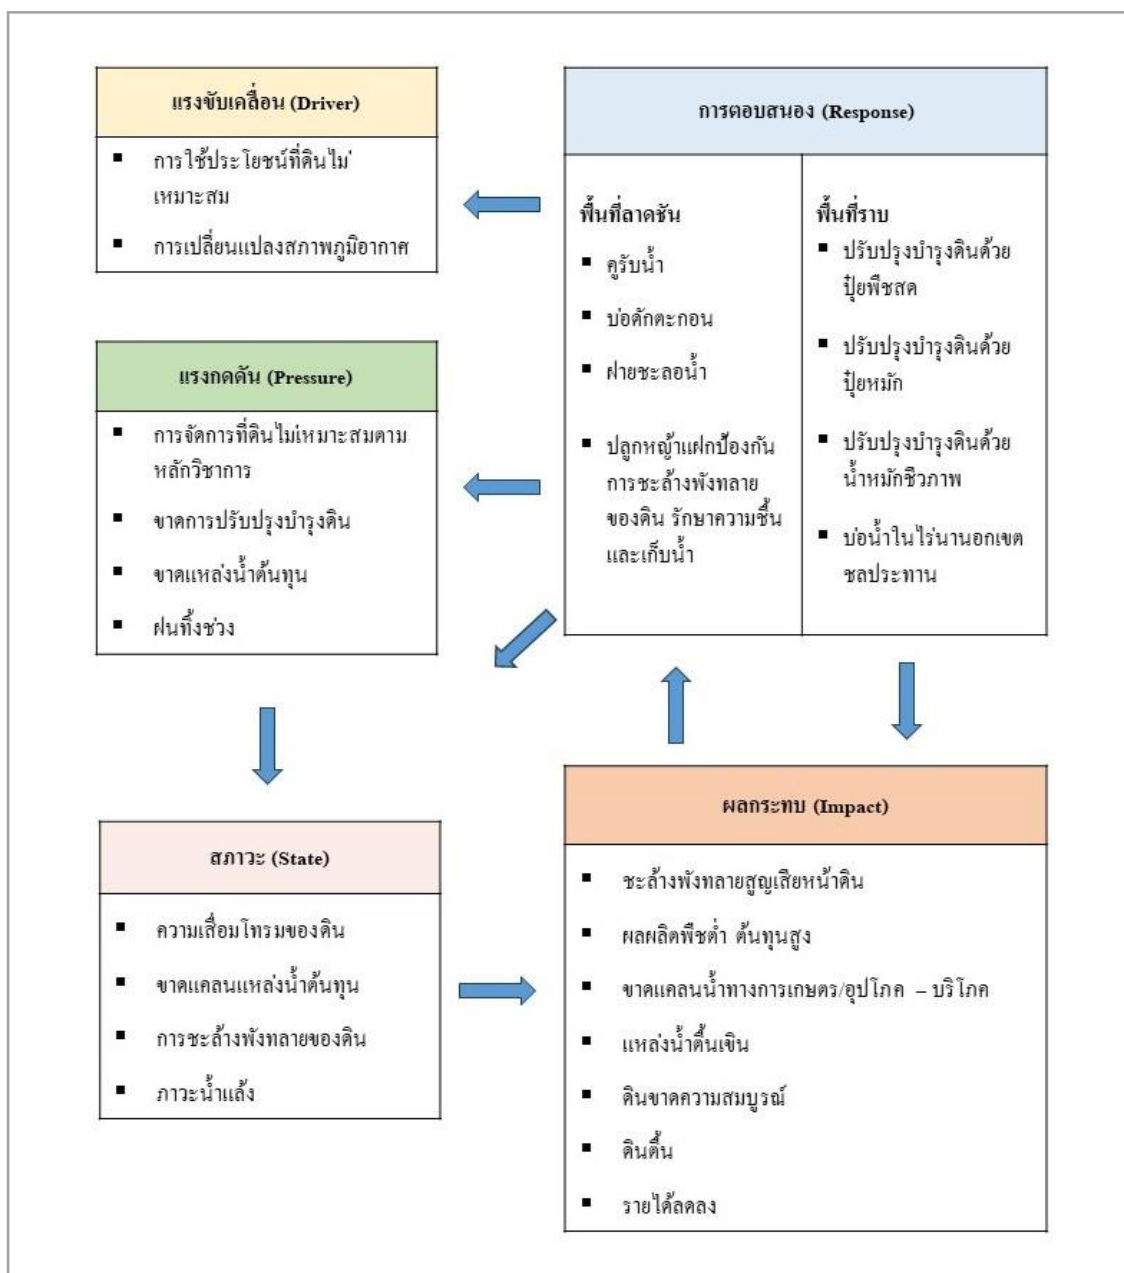 แรงขับเคลื่อน (Driver)
▪ การใช้ประโยชน์ที่ดินไม่
เหมาะสม
▪ การเปลี่ยนแปลงสภาพภูมิอากาศ
แรงกดดัน (Pressure)
▪ การจัดการที่ดินไม่เหมาะสมตาม
หลักวิชาการ
▪ ขาดการปรับปรุงบำรุงดิน
▪ ขาดแหล่งน้ำต้นทุน
▪ ฝนทิ้งช่วง
สภาวะ (State)
▪ ความเสื่อมโทรมของดิน
▪ ขาดแคลนแหล่งน้ำต้นทุน
▪ การชะล้างพังทลายของดิน
▪ ภาวะน้ำแล้ง
การตอบสนอง (Response)
พื้นที่ลาดชัน
▪ คูรับน้ำ
▪ บ่อดักตะกอน
▪ ฝายชะลอน้ำ
▪ ปลูกหญ้าแฝกป้องกัน
การชะล้างพังทลาย
ของดิน รักษาความชื้น
และเก็บน้ำ
พื้นที่ราบ
▪ ปรับปรุงบำรุงดินด้วย
ปุ๋ยพืชสด
▪ ปรับปรุงบำรุงดินด้วย
ปุ๋ยหมัก
▪ ปรับปรุงบำรุงดินด้วย
น้ำหมักชีวภาพ
▪ บ่อน้ำในไร่นานอกเขต
ชลประทาน
ผลกระทบ (Impact)
▪ ชะล้างพังทลายสูญเสียหน้าดิน
▪ ผลผลิตพืชต่ำ ต้นทุนสูง
▪ ขาดแคลนน้ำทางการเกษตร/อุปโภค – บริโภค
▪ แหล่งน้ำตื้นเขิน
▪ ดินขาดความสมบูรณ์
▪ ดินตื้น
▪ รายได้ลดลง